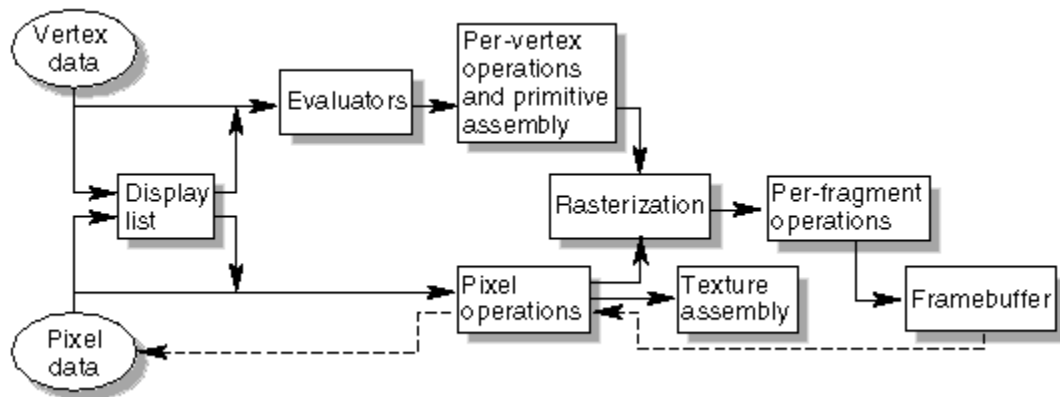 Vertex
data
Evaluators
Per-vertex
operations
and primitive
assembly
Display
list
Rasterization
Per-fragment
operations
Pixel
operations
Texture
assembly
Framebuffer
Pixel
data